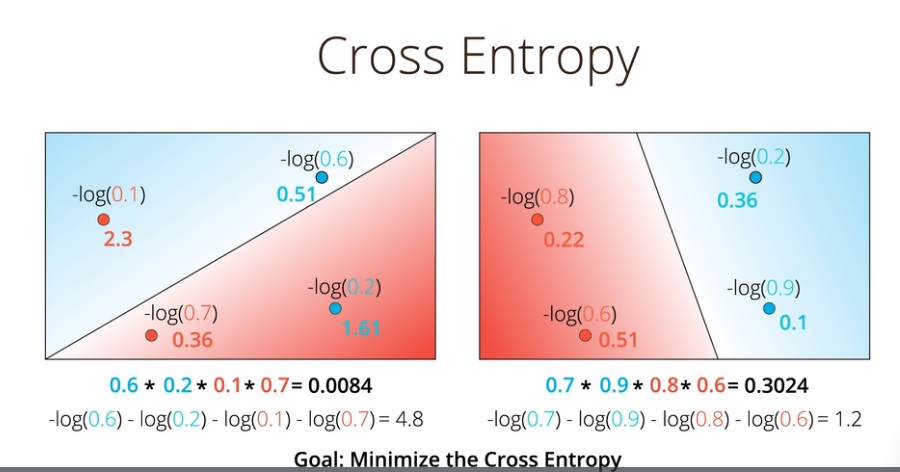 Cross Entropy
-log(0.6)
0.51
-log(0.1)
2.3
-log(0.2)
1.61
-log(0.7)
0.36
0.6 * 0.2 * 0.1 * 0.7 = 0.0084
-log(0.6) - log(0.2) - log(0.1) - log(0.7) = 4.8
-log(0.2)
0.36
-log(0.8)
0.22
-log(0.9)
0.1
-log(0.6)
0.51
0.7 * 0.9 * 0.8 * 0.6 = 0.3024
-log(0.7) - log(0.9) - log(0.8) - log(0.6) = 1.2
Goal: Minimize the Cross Entropy